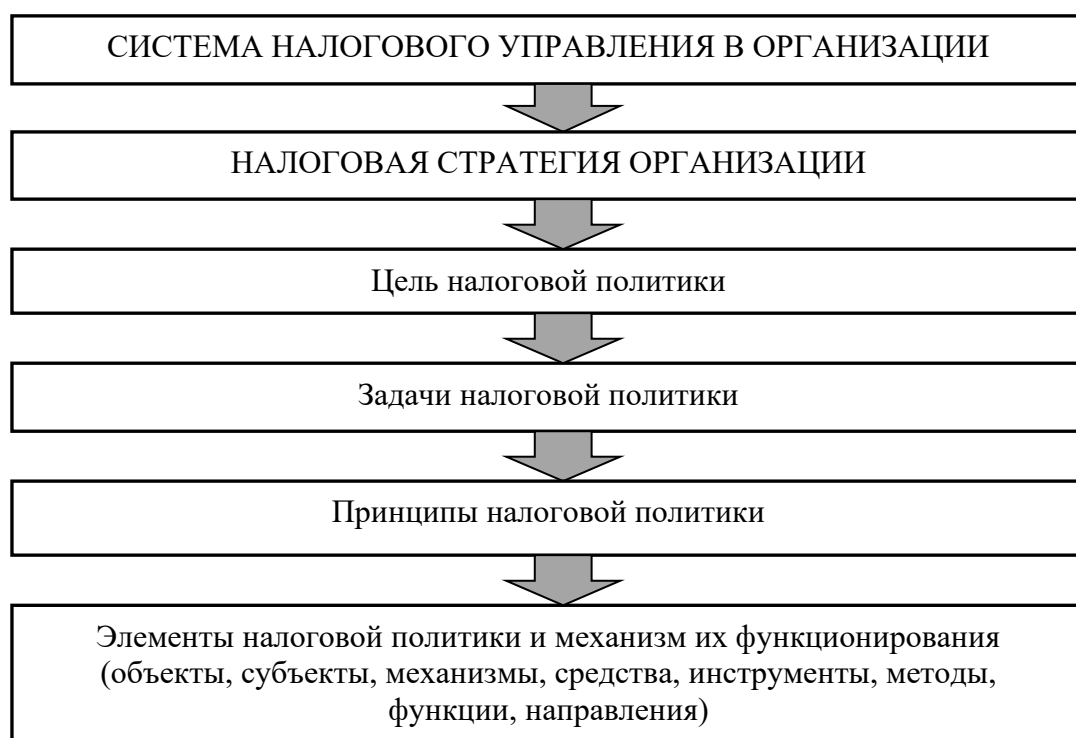 СИСТЕМА НАЛОГОВОГО УПРАВЛЕНИЯ В ОРГАНИЗАЦИИ
НАЛОГОВАЯ СТРАТЕГИЯ ОРГАНИЗАЦИИ
Цель налоговой политики
Задачи налоговой политики
Принципы налоговой политики
Элементы налоговой политики и механизм их функционирования
(объекты, субъекты, механизмы, средства, инструменты, методы,
функции, направления)